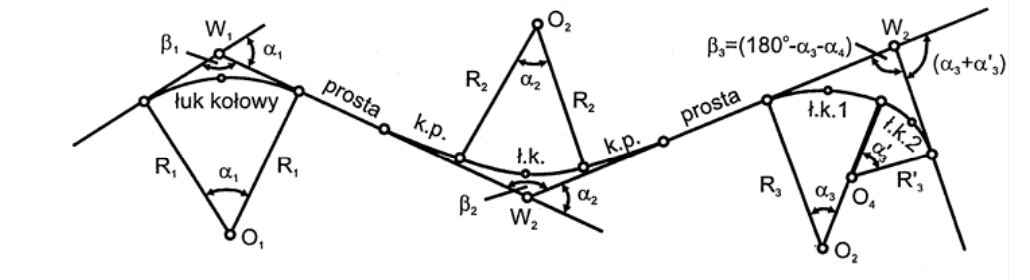 W₁
β₁
α₁
łuk kołowy
R₁
α₁
R₁
O₁
prosta
k.p.
O₂
R₂
α₂
R₂
ł.k.
k.p.
β₂
W₂
α₂
prosta
W₂
β₃=(180°-α₃-α₄)
(α₃+α'₃)
ł.k.1
ł.k.2
α'₃
R₃
α₃
O₄
R'₃
O₂